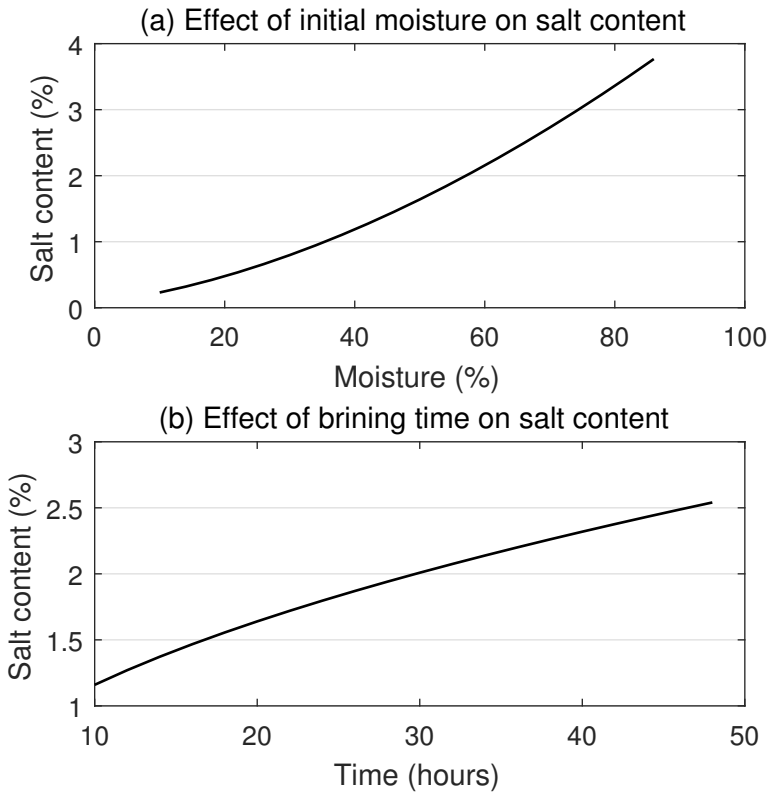 (a) Effect of initial moisture on salt content
4
3
2
1
0
Salt content (%)
0 20 40 60 80 100
Moisture (%)
(b) Effect of brining time on salt content
3
2.5
2
1.5
1
Salt content (%)
10 20 30 40 50
Time (hours)